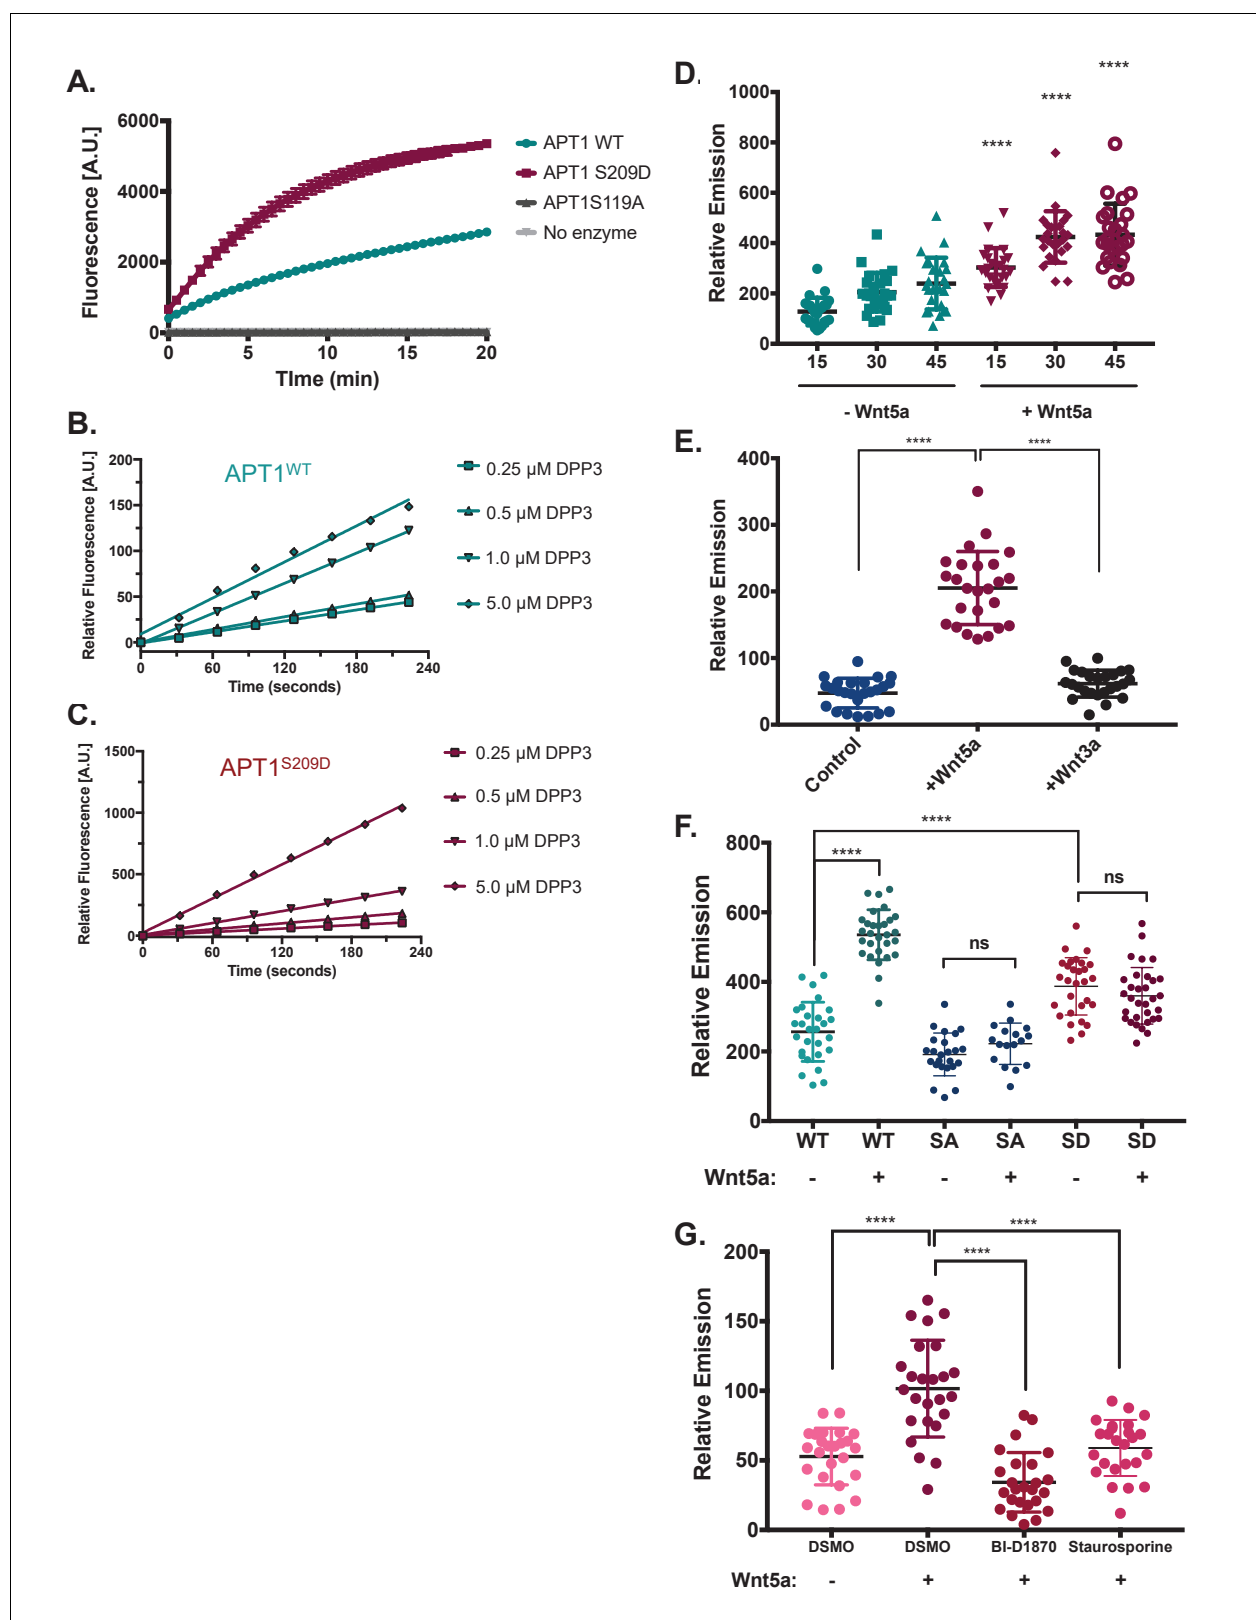 A.
Fluorescence [A.U.]
6000
4000
2000
0
0 5 10 15 20
TIme (min)
APT1 WT
APT1 S209D
APT1S119A
No enzyme
B.
APT1WT
Relative Fluorescence [A.U.]
200
150
100
50
0
0 60 120 180 240
Time (seconds)
0.25 µM DPP3
0.5 µM DPP3
1.0 µM DPP3
5.0 µM DPP3
C.
APT1S209D
Relative Fluorescence [A.U.]
1500
1000
500
0
0 60 120 180 240
Time (seconds)
0.25 µM DPP3
0.5 µM DPP3
1.0 µM DPP3
5.0 µM DPP3
D.
Relative Emission
1000
800
600
400
200
0
**** **** ****
15 30 45 15 30 45
- Wnt5a + Wnt5a
E.
Relative Emission
400
300
200
100
0
**** ****
Control +Wnt5a +Wnt3a
F.
Relative Emission
800
600
400
200
0
****
****
ns
ns
WT WT SA SA SD SD
Wnt5a: - + - + - +
G.
Relative Emission
200
150
100
50
0
**** ****
****
DSMO DSMO BI-D1870 Staurosporine
Wnt5a: - + + +